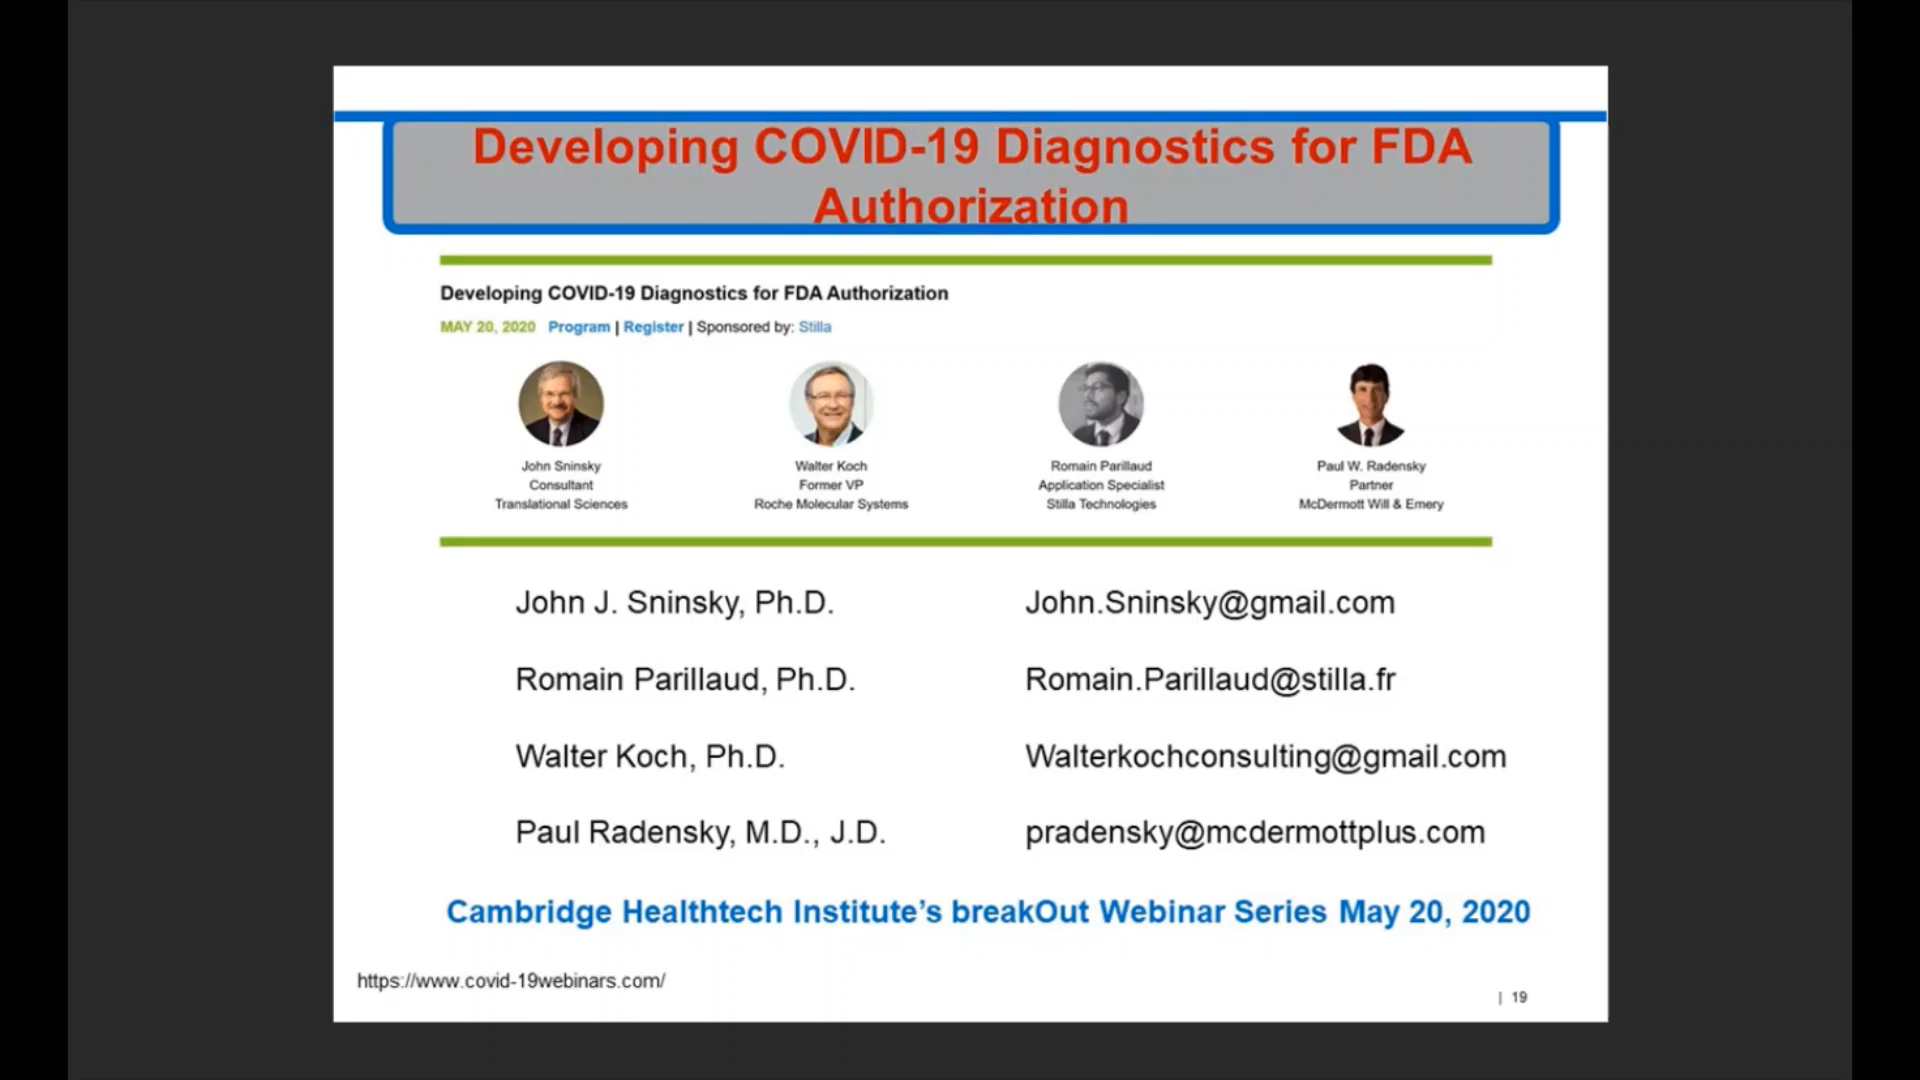 Developing COVID-19 Diagnostics for FDA
Authorization
Developing COVID-19 Diagnostics for FDA Authorization
MAY 20, 2020 Program | Register | Sponsored by: Stilla
John Sninsky
Consultant
Translational Sciences
Walter Koch
Former VP
Roche Molecular Systems
Romain Parillaud
Application Specialist
Stilla Technologies
Paul W. Radensky
Partner
McDermott Will & Emery
John J. Sninsky, Ph.D. John.Sninsky@gmail.com
Romain Parillaud, Ph.D. Romain.Parillaud@stilla.fr
Walter Koch, Ph.D. Walterkochconsulting@gmail.com
Paul Radensky, M.D., J.D. pradensky@mcdermottplus.com
Cambridge Healthtech Institute’s breakOut Webinar Series May 20, 2020
https://www.covid-19webinars.com/
| 19